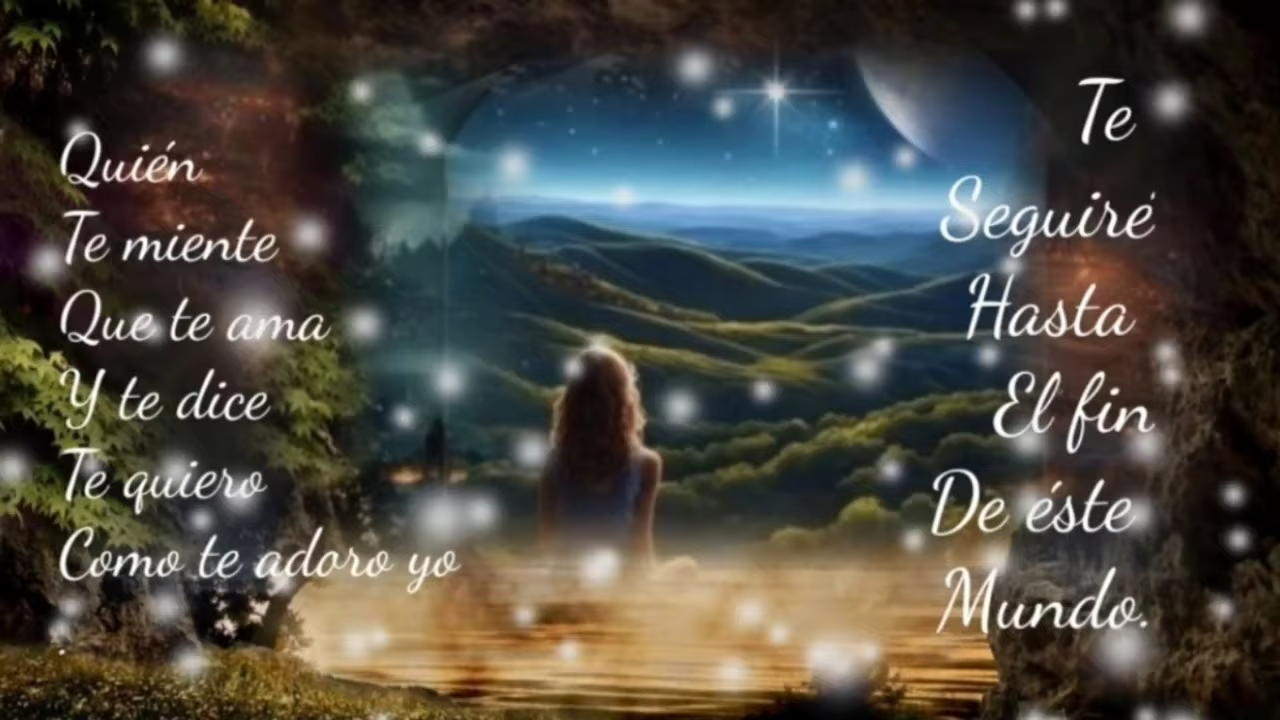 Quién
Te miente
Que te ama
Y te dice
Te quiero
Como te adoro yo
.
Te
Seguiré
Hasta
El fin
De éste
Mundo.